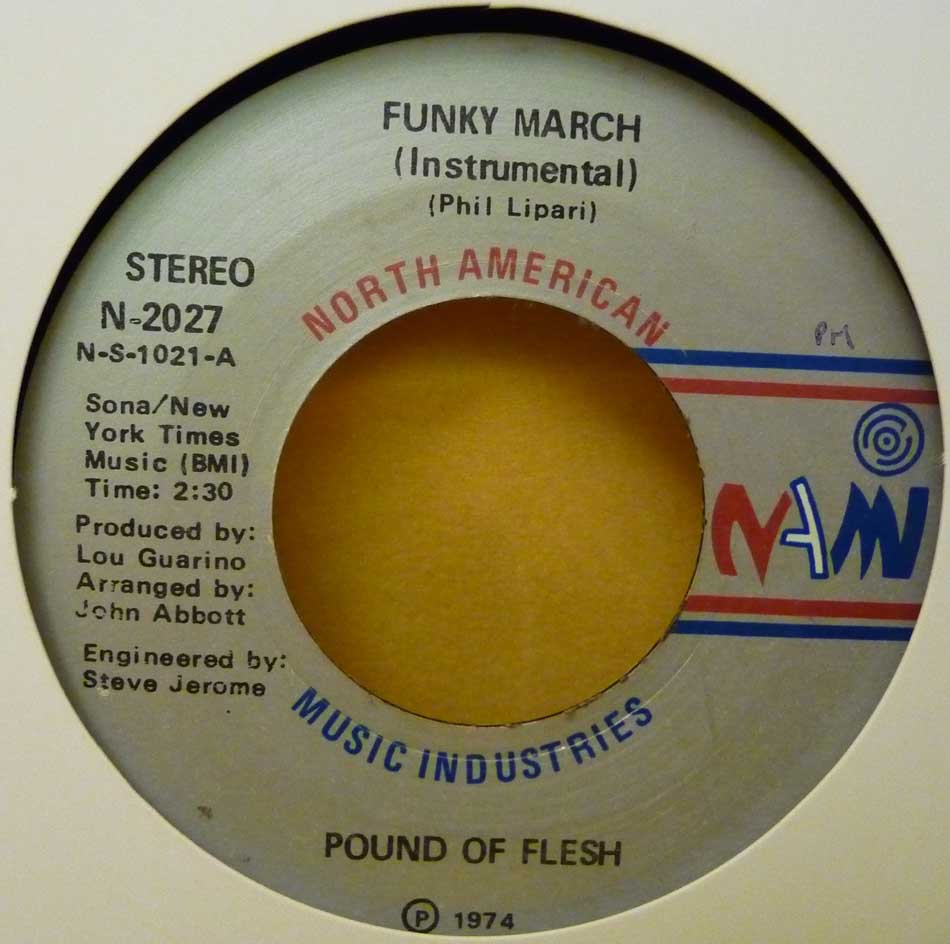 FUNKY MARCH
(Instrumental)
(Phil Lipari)
STEREO
N-2027
N-S-1021-A
Sona/New
York Times
Music (BMI)
Time: 2:30
Produced by:
Lou Guarino
Arranged by:
John Abbott
Engineered by:
Steve Jerome
NORTH AMERICAN
NAMI
MUSIC INDUSTRIES
POUND OF FLESH
Ⓟ 1974